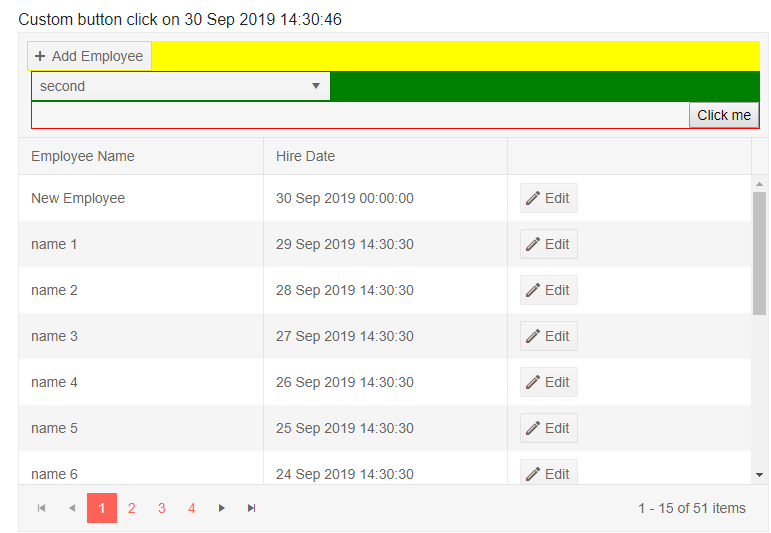 Custom button click on 30 Sep 2019 14:30:46
Add Employee
second
Click me
Employee Name Hire Date
New Employee 30 Sep 2019 00:00:00 Edit
name 1 29 Sep 2019 14:30:30 Edit
name 2 28 Sep 2019 14:30:30 Edit
name 3 27 Sep 2019 14:30:30 Edit
name 4 26 Sep 2019 14:30:30 Edit
name 5 25 Sep 2019 14:30:30 Edit
name 6 24 Sep 2019 14:30:30 Edit
1 2 3 4 1 - 15 of 51 items